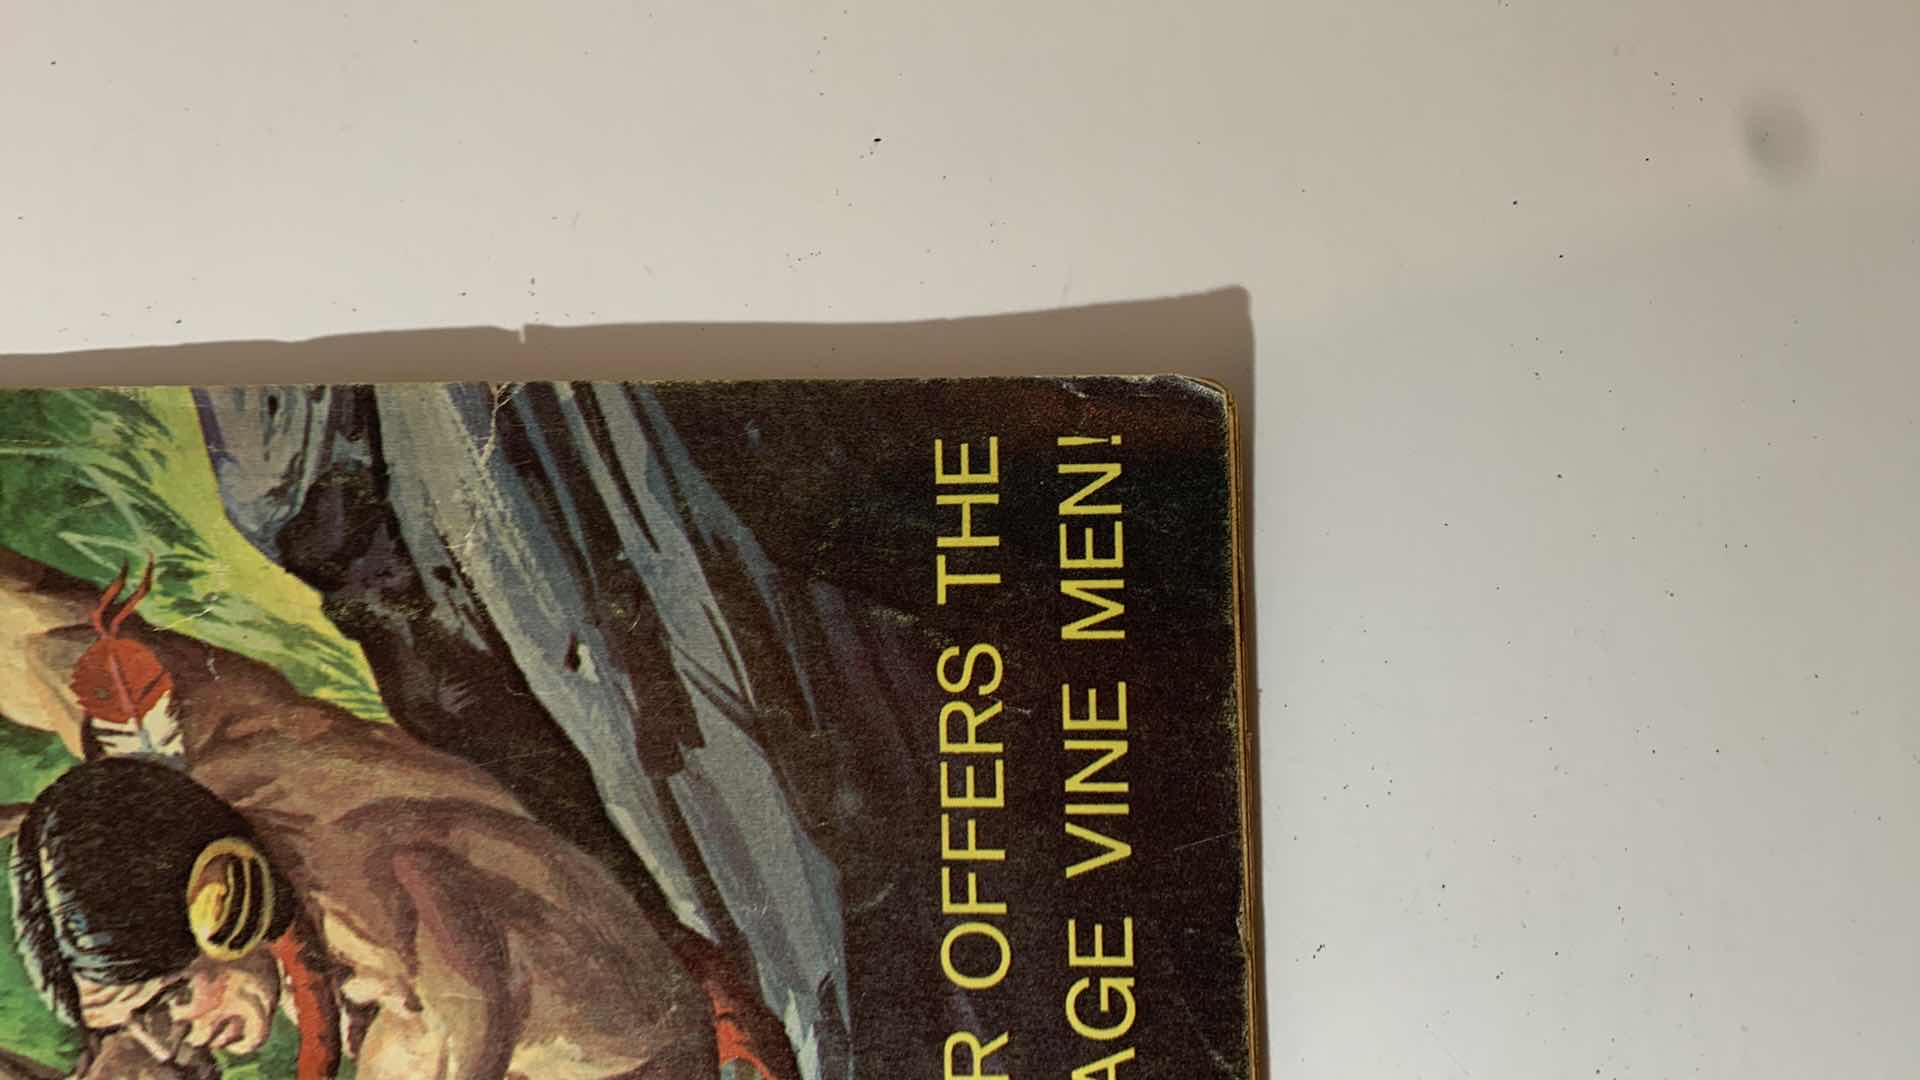 R OFFERS THE
AGE VINE MEN!